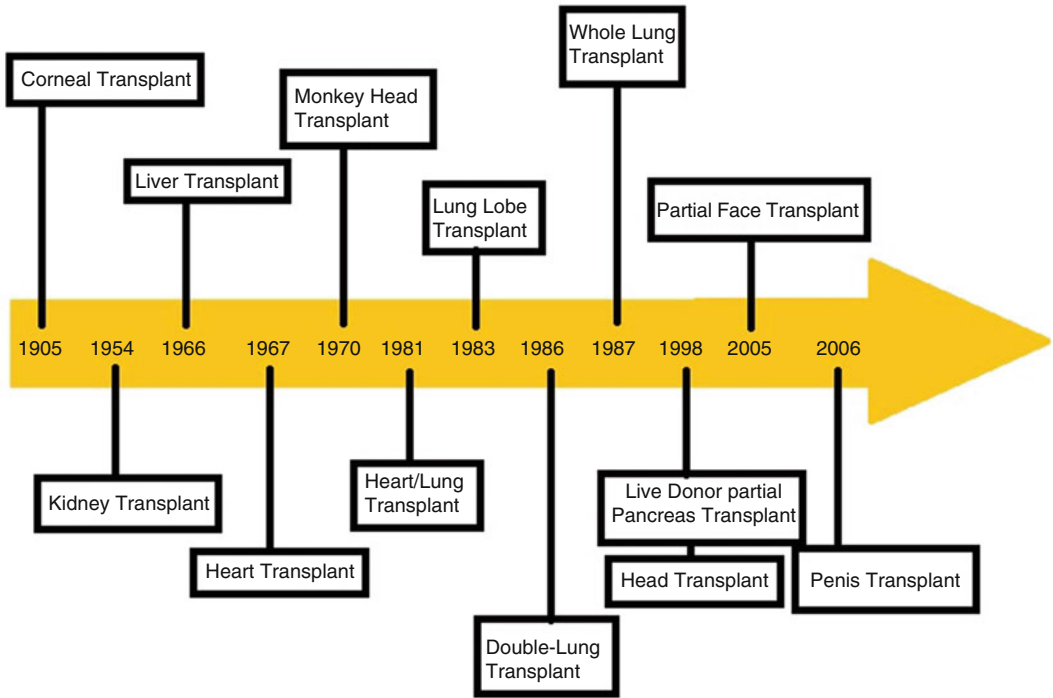 Whole Lung
Transplant
Corneal Transplant
Monkey Head
Transplant
Liver Transplant
Lung Lobe
Transplant
Partial Face Transplant
1905 1954 1966 1967 1970 1981 1983 1986 1987 1998 2005 2006
Kidney Transplant
Heart/Lung
Transplant
Live Donor partial
Pancreas Transplant
Heart Transplant
Head Transplant
Penis Transplant
Double-Lung
Transplant